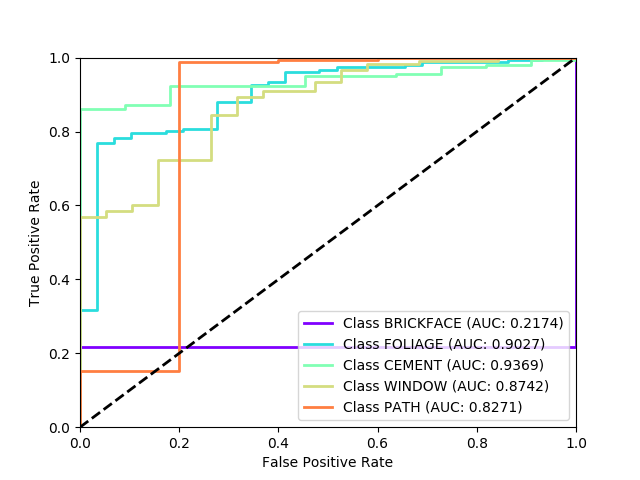 1.0
0.8
0.6
0.4
0.2
0.0
True Positive Rate
Class BRICKFACE (AUC: 0.2174)
Class FOLIAGE (AUC: 0.9027)
Class CEMENT (AUC: 0.9369)
Class WINDOW (AUC: 0.8742)
Class PATH (AUC: 0.8271)
0.0 0.2 0.4 0.6 0.8 1.0
False Positive Rate